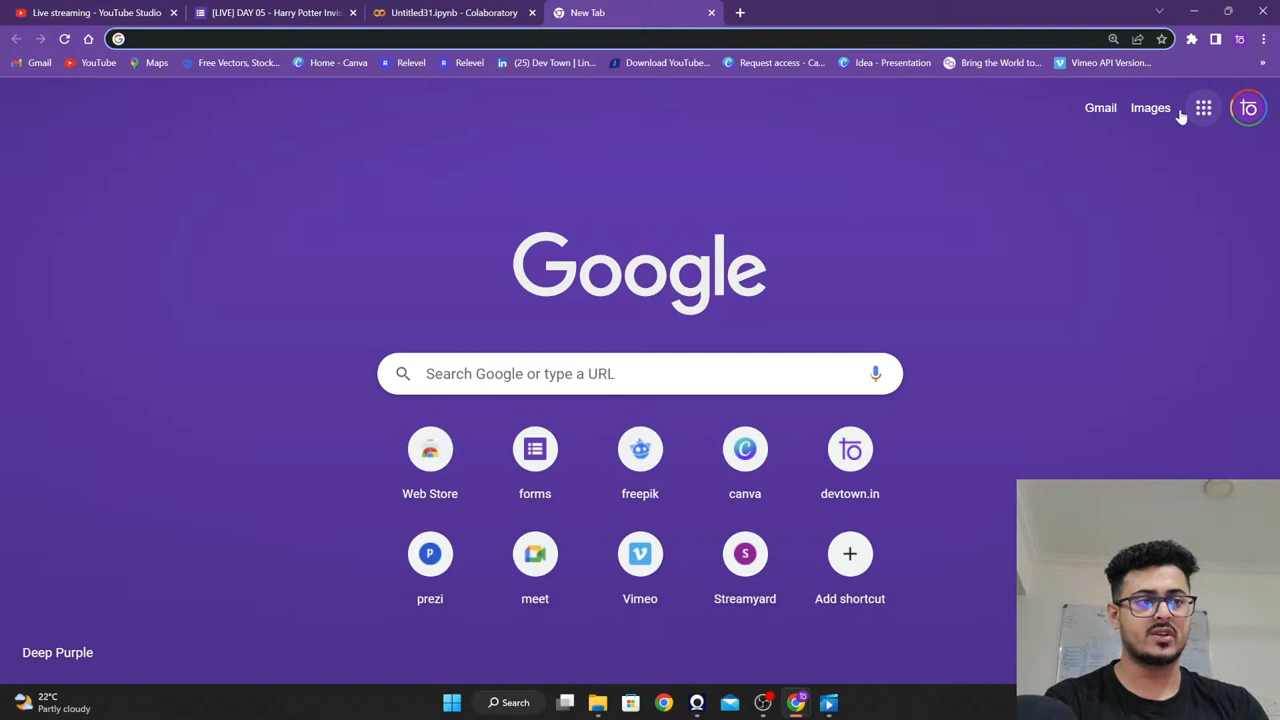 Live streaming - YouTube Studio
[LIVE] DAY 05 - Harry Potter Invis
Untitled31.ipynb - Colaboratory
New Tab
Gmail
YouTube
Maps
Free Vectors, Stock...
Home - Canva
Relevel
Relevel
(25) Dev Town | Lin...
Download YouTube...
Request access - Ca...
Idea - Presentation
Bring the World to...
Vimeo API Version...
»
Gmail
Images
Google
Search Google or type a URL
Web Store
forms
freepik
canva
devtown.in
prezi
meet
Vimeo
Streamyard
Add shortcut
Deep Purple
22°C
Partly cloudy
Search